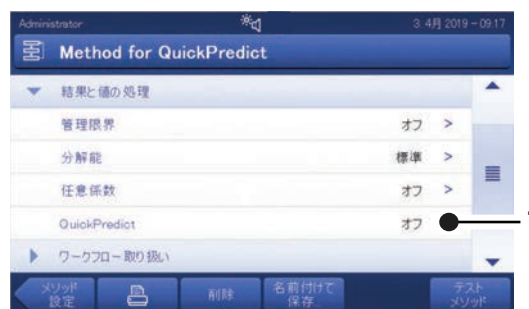 Administrator 3. 4月 2019 - 09:17
Method for QuickPredict
結果と値の処理
管理限界 オフ >
分解能 標準 >
任意係数 オフ >
QuickPredict オフ
ワークフロー取り扱い
メソッド設定
削除
名前付けて保存
テストメソッド